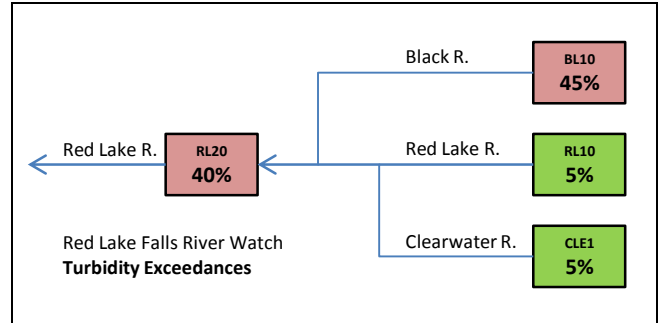 Black R.
BL10
45%
Red Lake R.
RL20
40%
Red Lake R.
RL10
5%
Clearwater R.
CLE1
5%
Red Lake Falls River Watch
Turbidity Exceedances